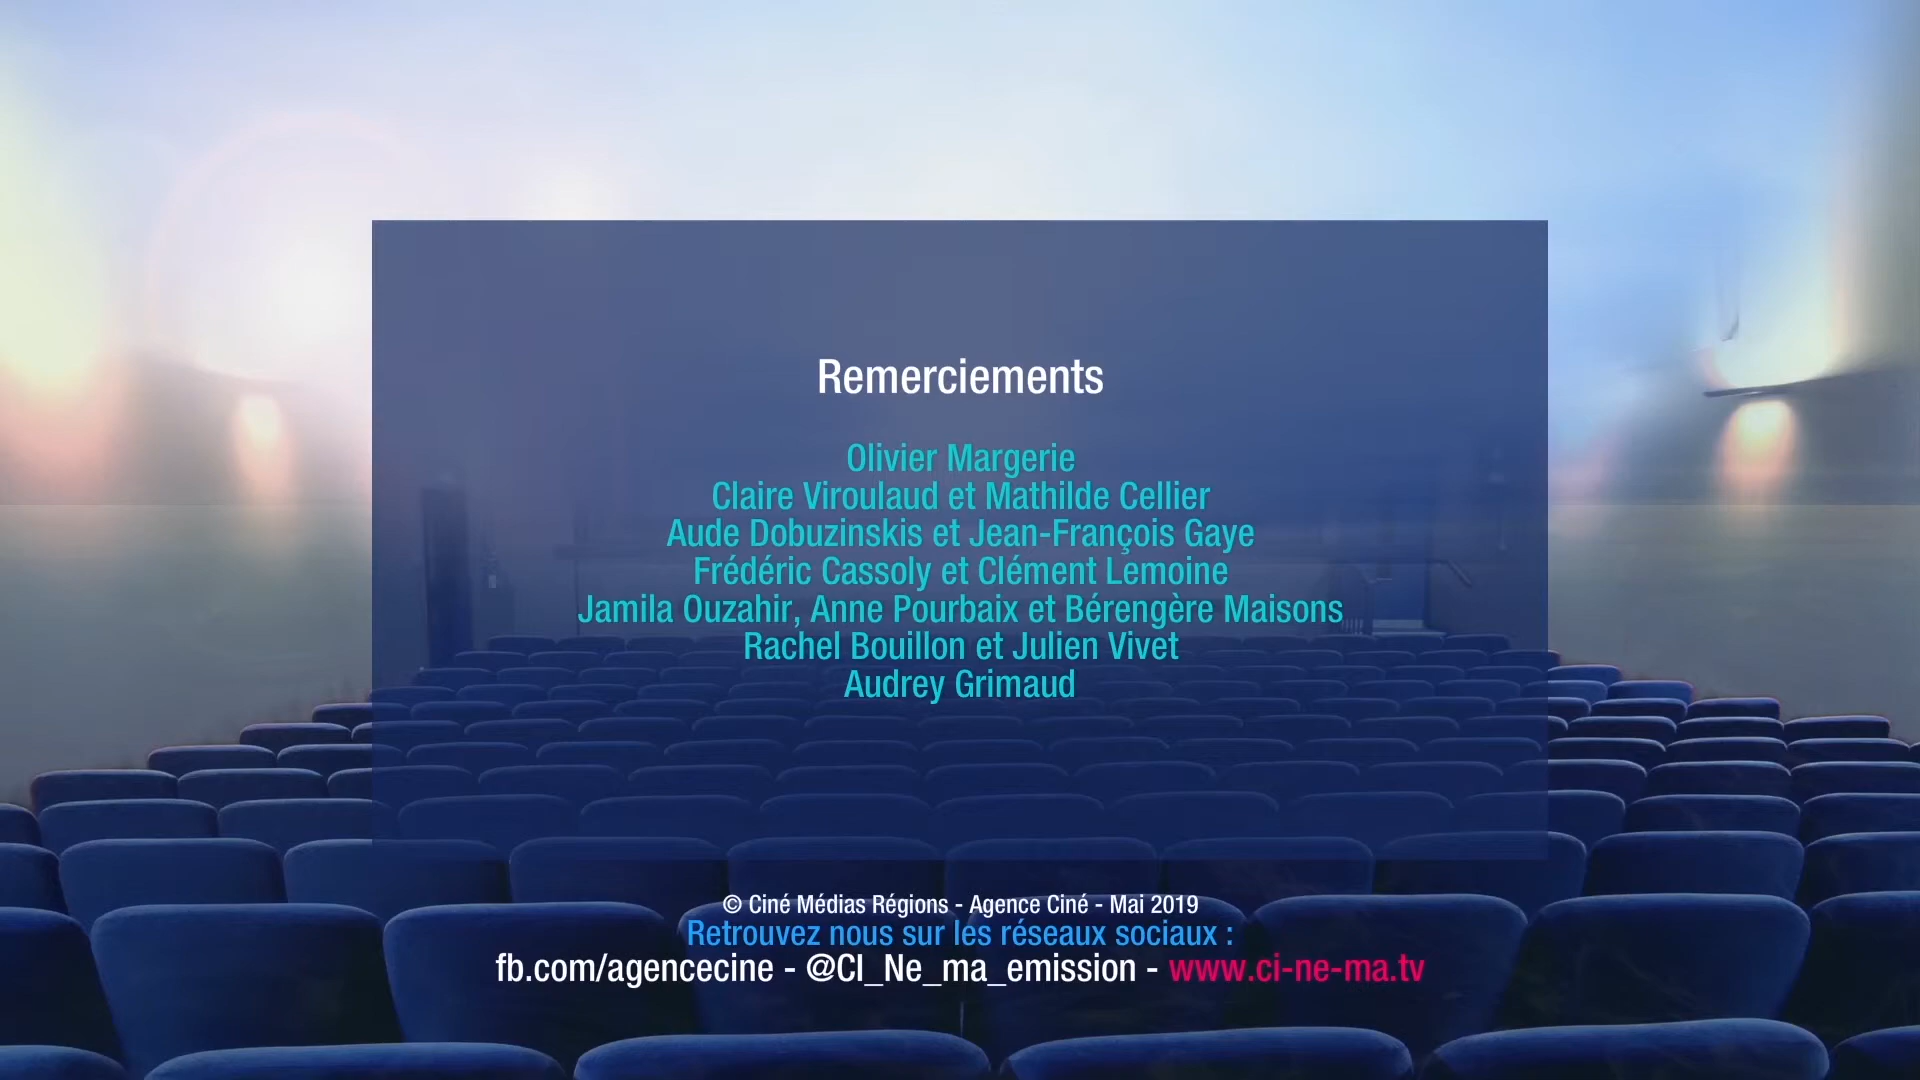 Remerciements
Olivier Margerie
Claire Viroulaud et Mathilde Cellier
Aude Dobuzinskis et Jean-François Gaye
Frédéric Cassoly et Clément Lemoine
Jamila Ouzahir, Anne Pourbaix et Bérengère Maisons
Rachel Bouillon et Julien Vivet
Audrey Grimaud
© Ciné Médias Régions - Agence Ciné - Mai 2019
Retrouvez nous sur les réseaux sociaux :
fb.com/agencecine - @CI_Ne_ma_emission - www.ci-ne-ma.tv